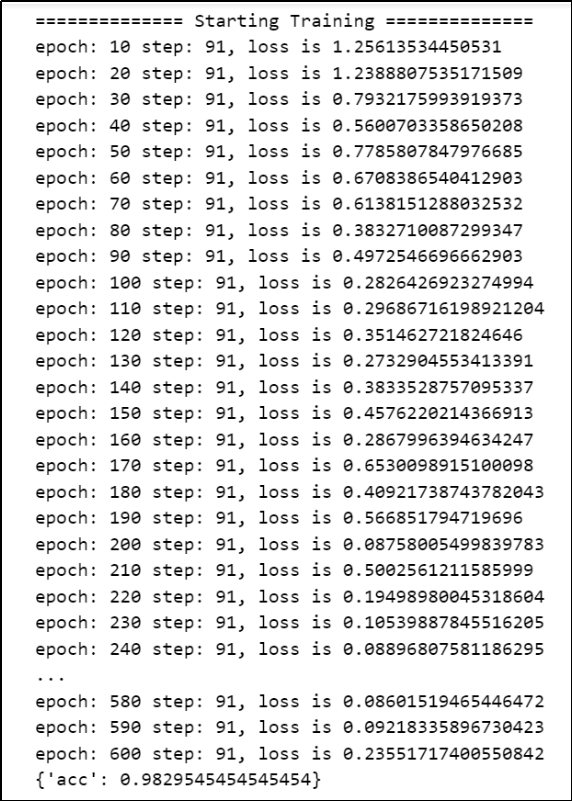 ============== Starting Training ==============
epoch: 10 step: 91, loss is 1.25613534450531
epoch: 20 step: 91, loss is 1.2388807535171509
epoch: 30 step: 91, loss is 0.7932175993919373
epoch: 40 step: 91, loss is 0.5600703358650208
epoch: 50 step: 91, loss is 0.7785807847976685
epoch: 60 step: 91, loss is 0.6708386540412903
epoch: 70 step: 91, loss is 0.6138151288032532
epoch: 80 step: 91, loss is 0.3832710087299347
epoch: 90 step: 91, loss is 0.4972546696662903
epoch: 100 step: 91, loss is 0.2826426923274994
epoch: 110 step: 91, loss is 0.29686716198921204
epoch: 120 step: 91, loss is 0.351462721824646
epoch: 130 step: 91, loss is 0.2732904553413391
epoch: 140 step: 91, loss is 0.3833528757095337
epoch: 150 step: 91, loss is 0.4576220214366913
epoch: 160 step: 91, loss is 0.2867996394634247
epoch: 170 step: 91, loss is 0.6530098915100098
epoch: 180 step: 91, loss is 0.40921738743782043
epoch: 190 step: 91, loss is 0.566851794719696
epoch: 200 step: 91, loss is 0.08758005499839783
epoch: 210 step: 91, loss is 0.5002561211585999
epoch: 220 step: 91, loss is 0.19498980045318604
epoch: 230 step: 91, loss is 0.10539887845516205
epoch: 240 step: 91, loss is 0.08896807581186295
...
epoch: 580 step: 91, loss is 0.08601519465446472
epoch: 590 step: 91, loss is 0.09218335896730423
epoch: 600 step: 91, loss is 0.23551717400550842
{'acc': 0.9829545454545454}